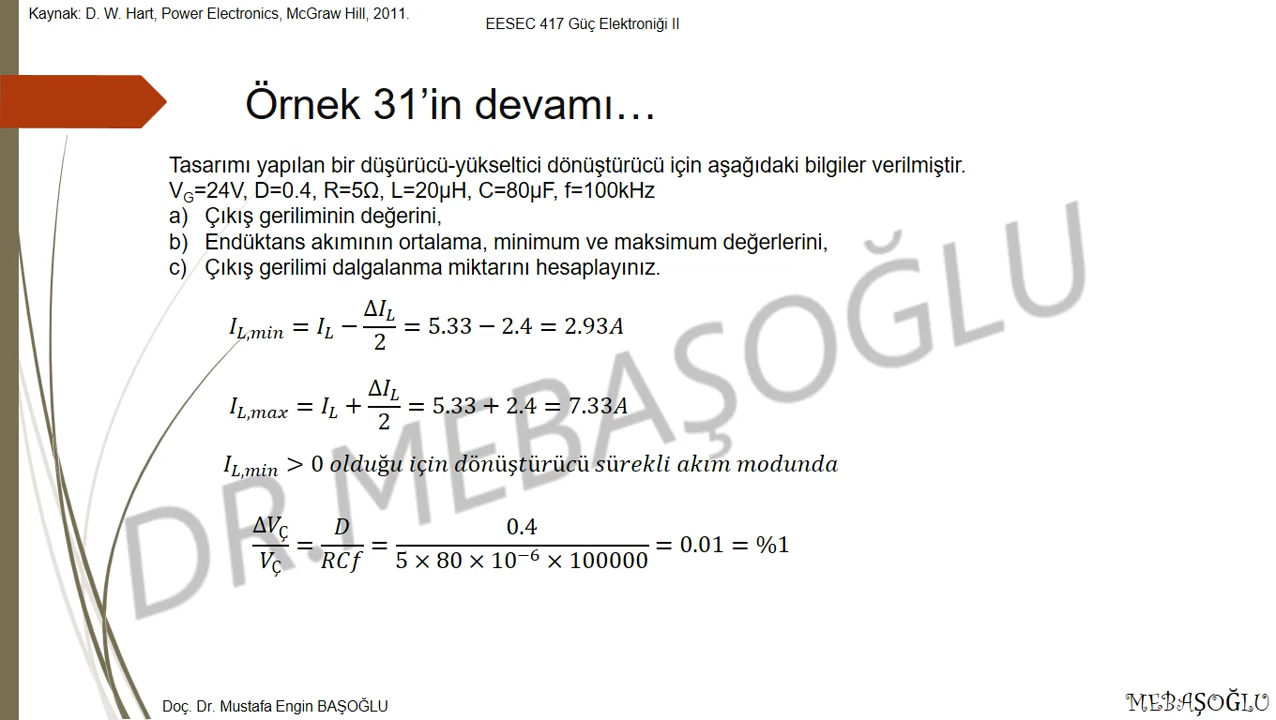 Kaynak: D. W. Hart, Power Electronics, McGraw Hill, 2011.
EESEC 417 Güç Elektroniği II
Örnek 31’in devamı…
Tasarımı yapılan bir düşürücü-yükseltici dönüştürücü için aşağıdaki bilgiler verilmiştir.
V_G=24V, D=0.4, R=5Ω, L=20µH, C=80µF, f=100kHz
a) Çıkış geriliminin değerini,
b) Endüktans akımının ortalama, minimum ve maksimum değerlerini,
c) Çıkış gerilimi dalgalanma miktarını hesaplayınız.
I_{L,min} = I_L − ΔI_L/2 = 5.33 − 2.4 = 2.93A
I_{L,max} = I_L + ΔI_L/2 = 5.33 + 2.4 = 7.33A
I_{L,min} > 0 olduğu için dönüştürücü sürekli akım modunda
ΔV_Ç/V_Ç = D/RCf = 0.4/(5 × 80 × 10^{−6} × 100000) = 0.01 = %1
DR.MEBAŞOĞLU
Doç. Dr. Mustafa Engin BAŞOĞLU
MEBAŞOĞLU